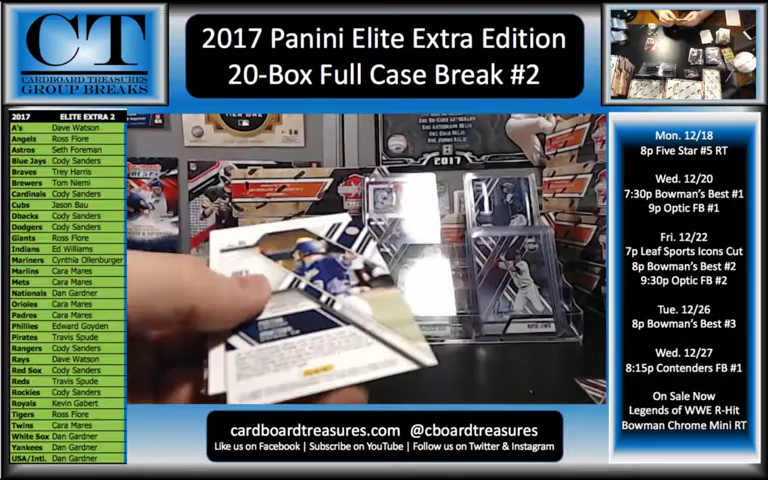 CT
CARDBOARD TREASURES
GROUP BREAKS
2017 Panini Elite Extra Edition
20-Box Full Case Break #2
2017 ELITE EXTRA 2
A's Dave Watson
Angels Ross Flore
Astros Seth Foreman
Blue Jays Cody Sanders
Braves Trey Harris
Brewers Tom Niemi
Cardinals Cody Sanders
Cubs Jason Bau
Dbacks Cody Sanders
Dodgers Cody Sanders
Giants Ross Flore
Indians Ed Williams
Mariners Cynthia Ollenburger
Marlins Cara Mares
Mets Cara Mares
Nationals Dan Gardner
Orioles Cara Mares
Padres Cara Mares
Phillies Edward Goyden
Pirates Travis Spude
Rangers Cody Sanders
Rays Dave Watson
Red Sox Cody Sanders
Reds Travis Spude
Rockies Cody Sanders
Royals Kevin Gabert
Tigers Ross Flore
Twins Cara Mares
White Sox Dan Gardner
Yankees Dan Gardner
USA/Intl. Dan Gardner
2017
Mon. 12/18
8p Five Star #5 RT
Wed. 12/20
7:30p Bowman's Best #1
9p Optic FB #1
Fri. 12/22
7p Leaf Sports Icons Cut
8p Bowman's Best #2
9:30p Optic FB #2
Tue. 12/26
8p Bowman's Best #3
Wed. 12/27
8:15p Contenders FB #1
On Sale Now
Legends of WWE R-Hit
Bowman Chrome Mini RT
cardboardtreasures.com @cboardtreasures
Like us on Facebook | Subscribe on YouTube | Follow us on Twitter & Instagram